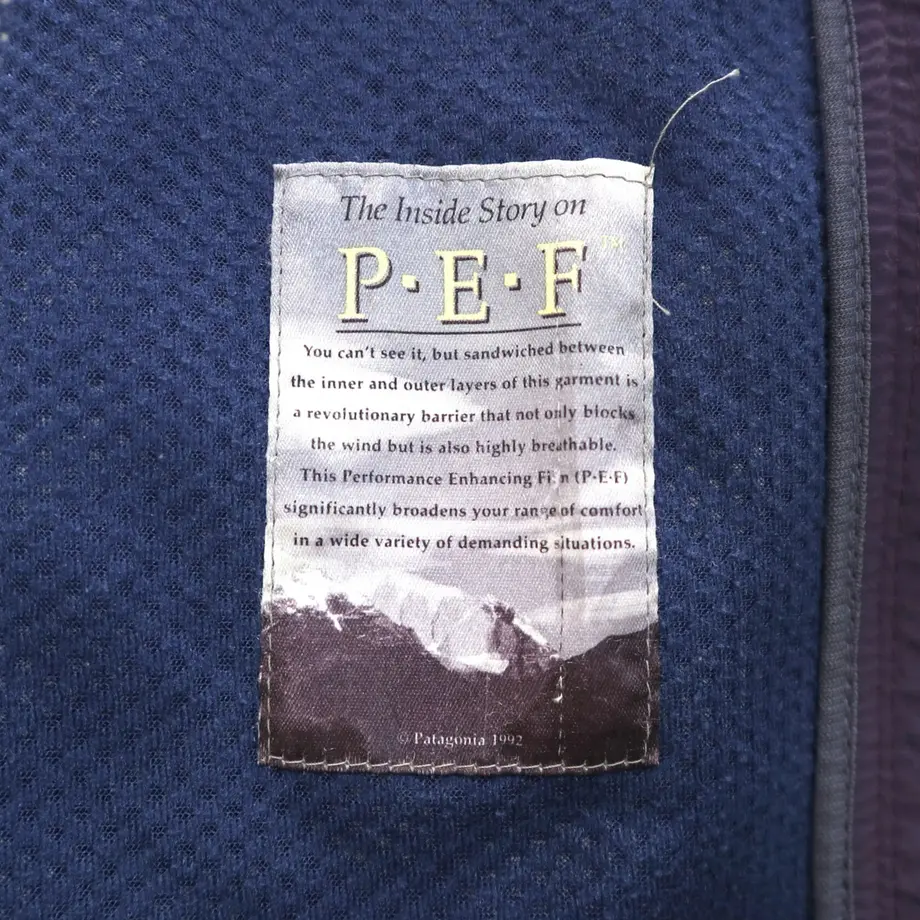 The Inside Story on
P·E·F™
You can't see it, but sandwiched between
the inner and outer layers of this garment is
a revolutionary barrier that not only blocks
the wind but is also highly breathable.
This Performance Enhancing Film (P·E·F)
significantly broadens your range of comfort
in a wide variety of demanding situations.
© Patagonia 1992